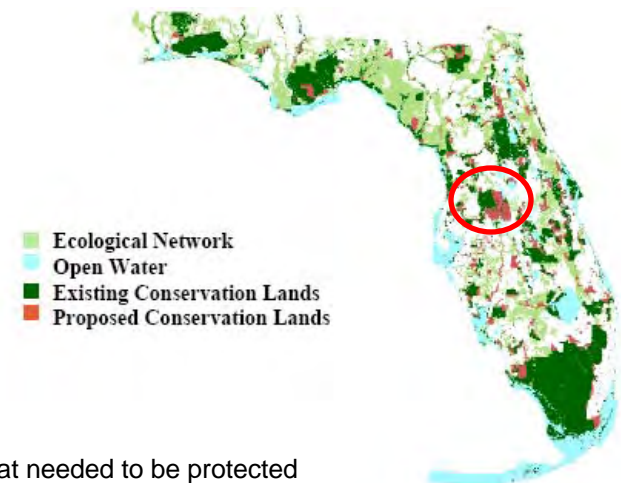 Ecological Network
Open Water
Existing Conservation Lands
Proposed Conservation Lands
at needed to be protected